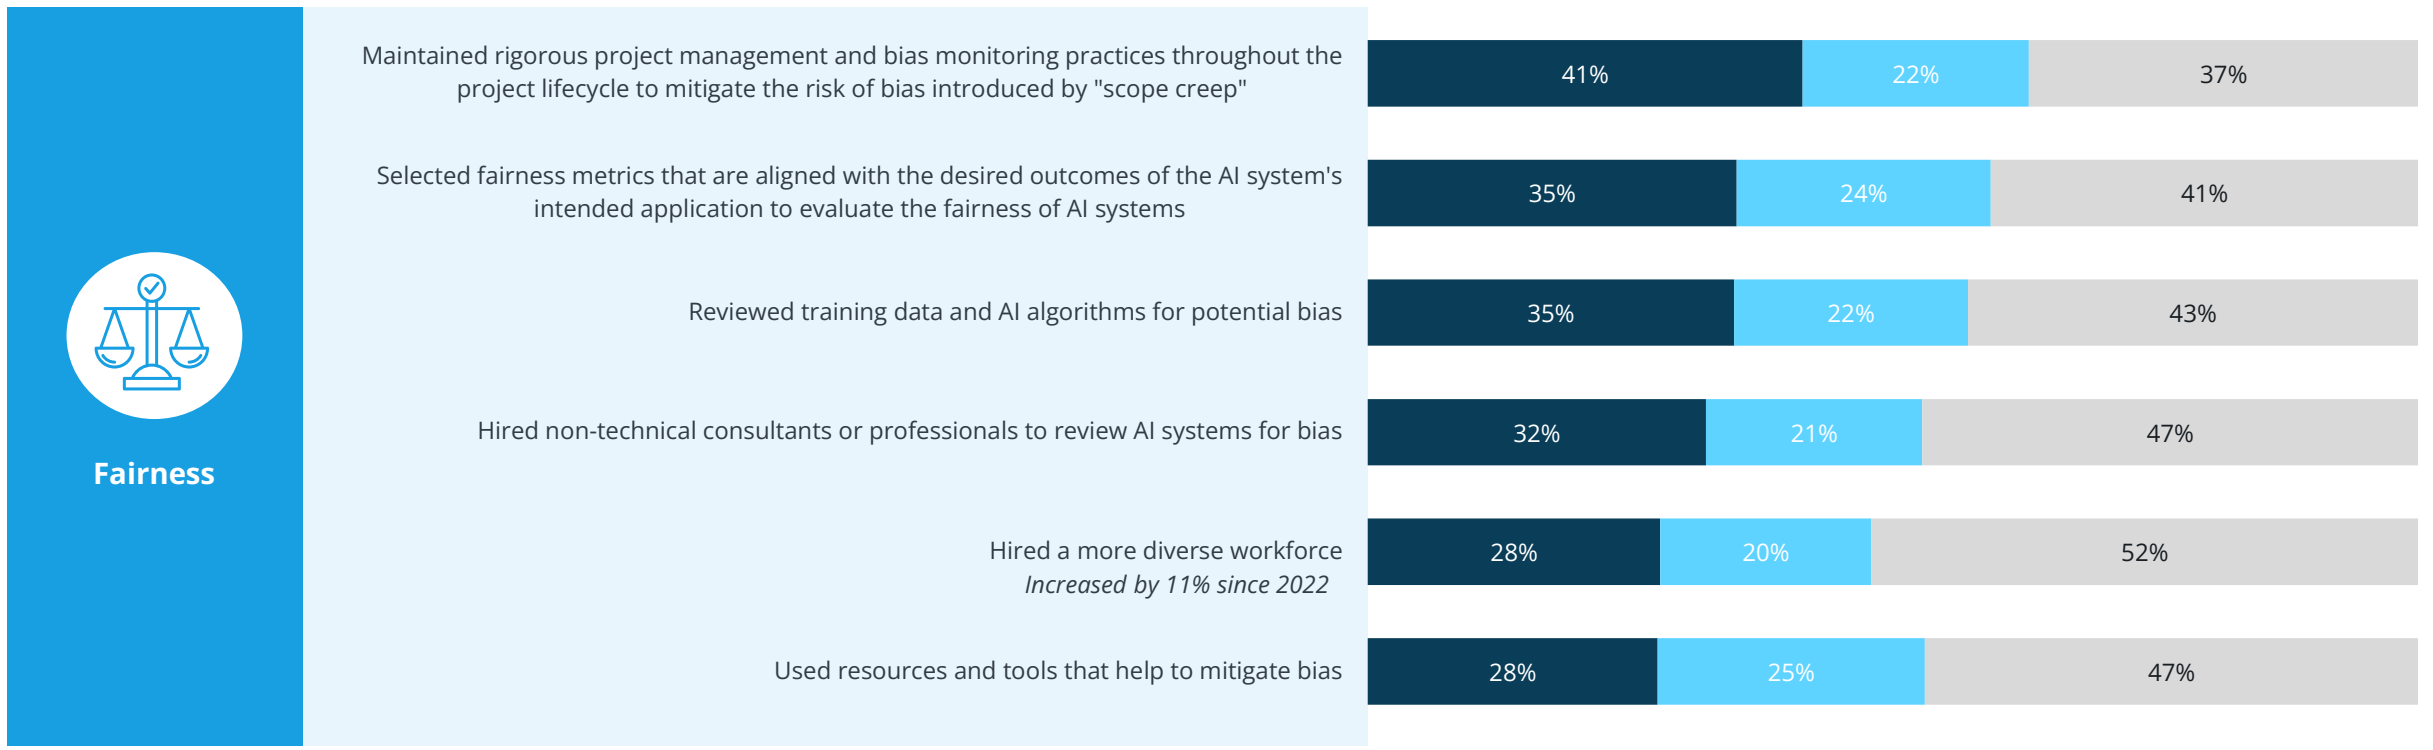 Maintained rigorous project management and bias monitoring practices throughout the
project lifecycle to mitigate the risk of bias introduced by "scope creep"
41% 22% 37%
Selected fairness metrics that are aligned with the desired outcomes of the AI system's
intended application to evaluate the fairness of AI systems
35% 24% 41%
Reviewed training data and AI algorithms for potential bias
35% 22% 43%
Hired non-technical consultants or professionals to review AI systems for bias
32% 21% 47%
Fairness
Hired a more diverse workforce
Increased by 11% since 2022
28% 20% 52%
Used resources and tools that help to mitigate bias
28% 25% 47%